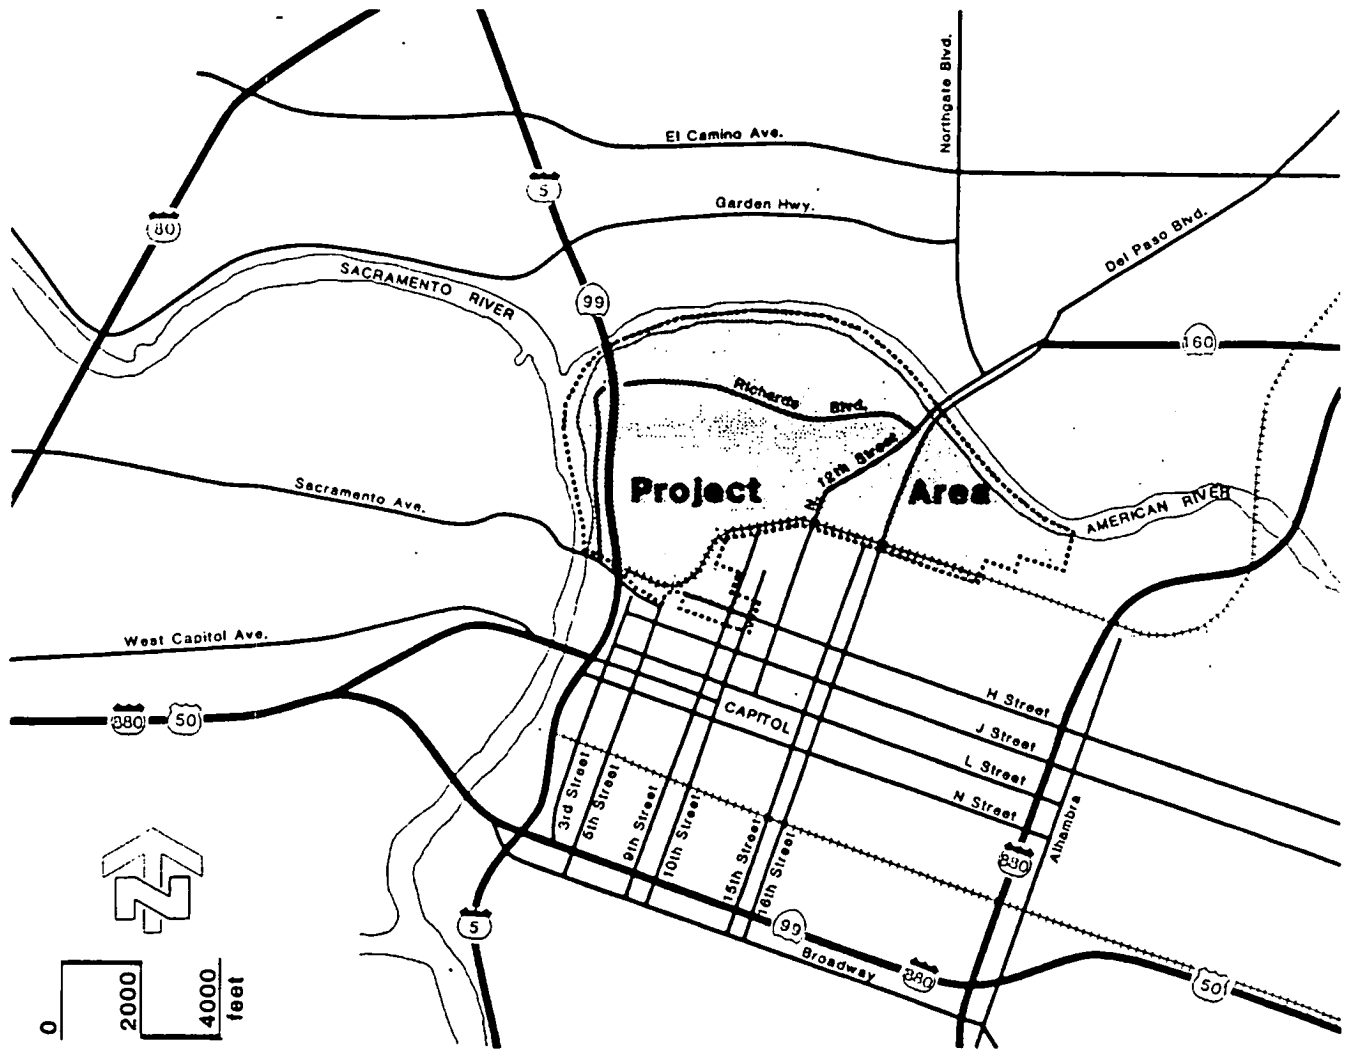 Northgate Blvd.
El Camino Ave.
5
Garden Hwy.
80
Del Paso Blvd.
SACRAMENTO RIVER
99
160
Richards Blvd.
N. 12th Street
Project Area
Sacramento Ave.
AMERICAN RIVER
West Capitol Ave.
H Street
880
50
CAPITOL
J Street
L Street
N Street
3rd Street
5th Street
9th Street
10th Street
15th Street
16th Street
Alhambra
880
N
5
99
Broadway
880
50
0
2000
4000
feet